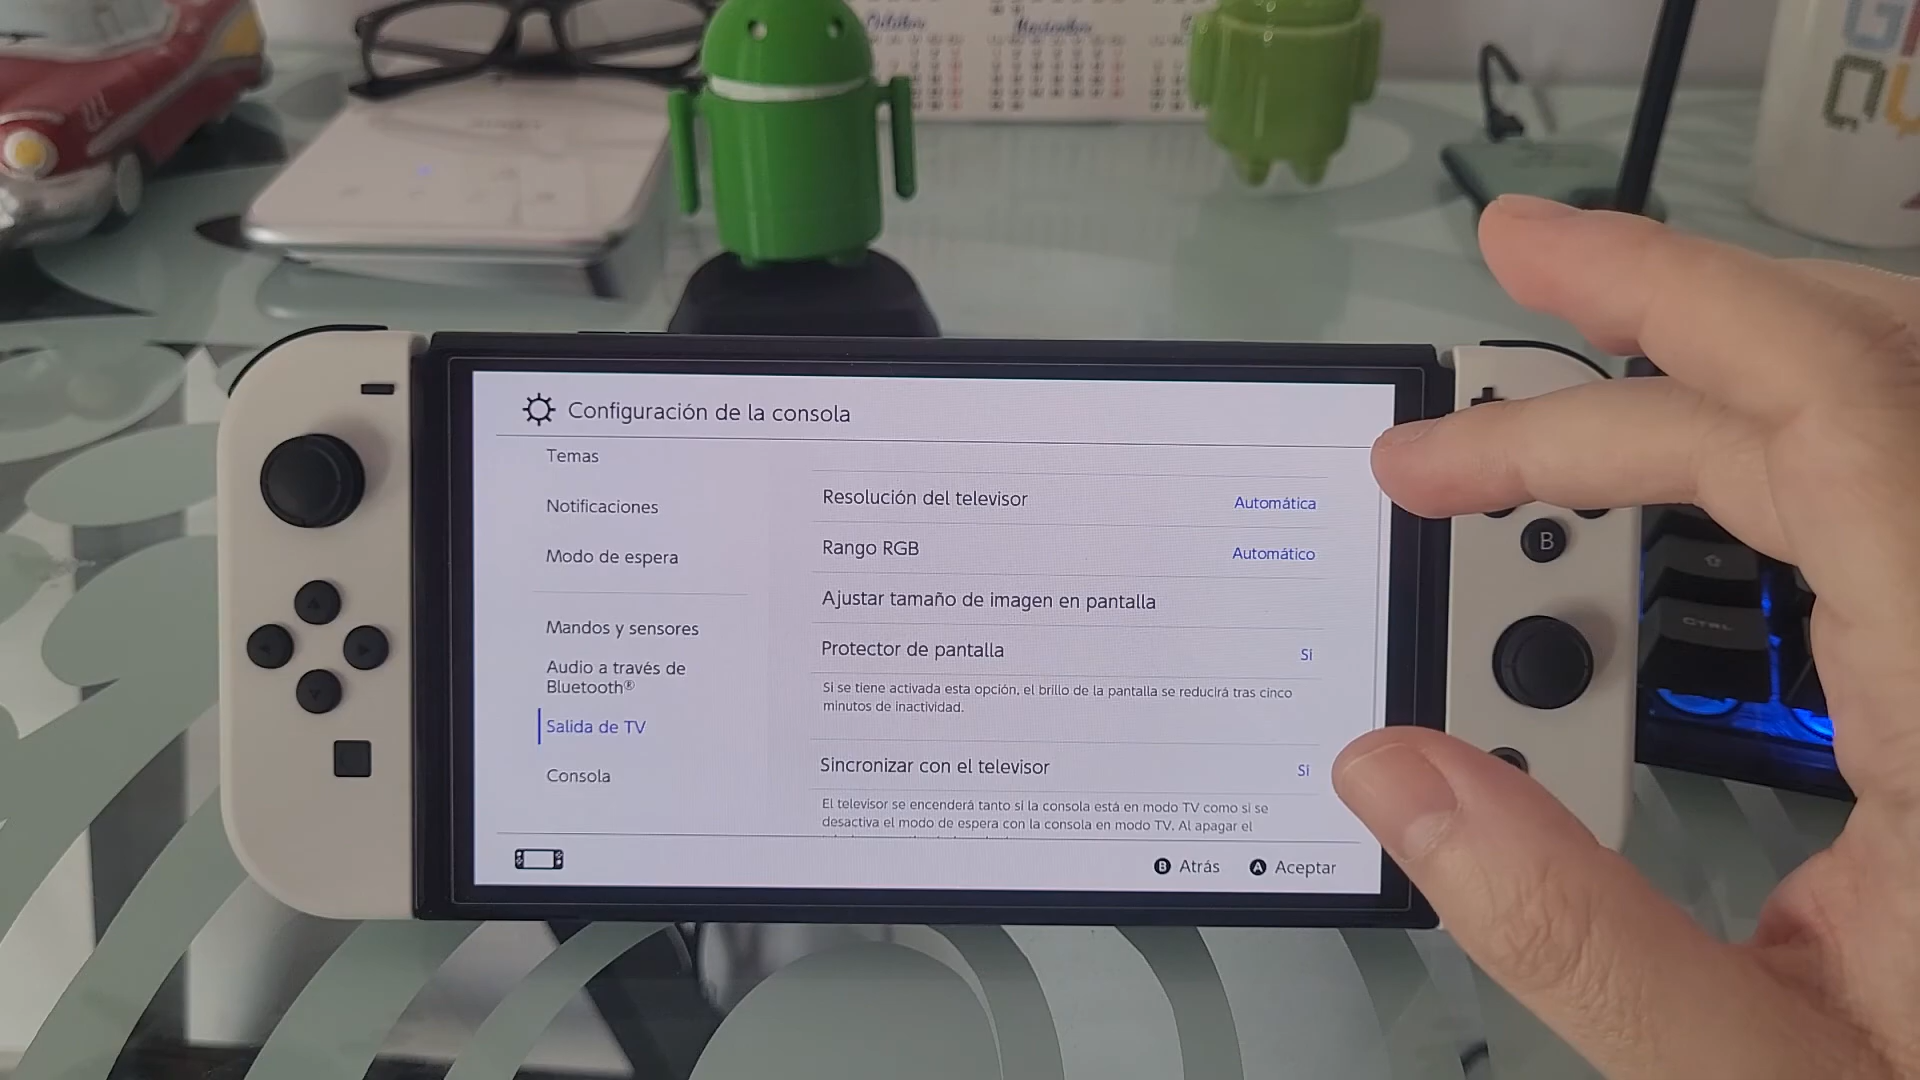 Octubre
Noviembre
Configuración de la consola
Temas
Notificaciones
Modo de espera
Mandos y sensores
Audio a través de
Bluetooth®
Salida de TV
Consola
Resolución del televisor Automática
Rango RGB Automático
Ajustar tamaño de imagen en pantalla
Protector de pantalla Sí
Si se tiene activada esta opción, el brillo de la pantalla se reducirá tras cinco
minutos de inactividad.
Sincronizar con el televisor Sí
El televisor se encenderá tanto si la consola está en modo TV como si se
desactiva el modo de espera con la consola en modo TV. Al apagar el
B Atrás A Aceptar
B
CTRL